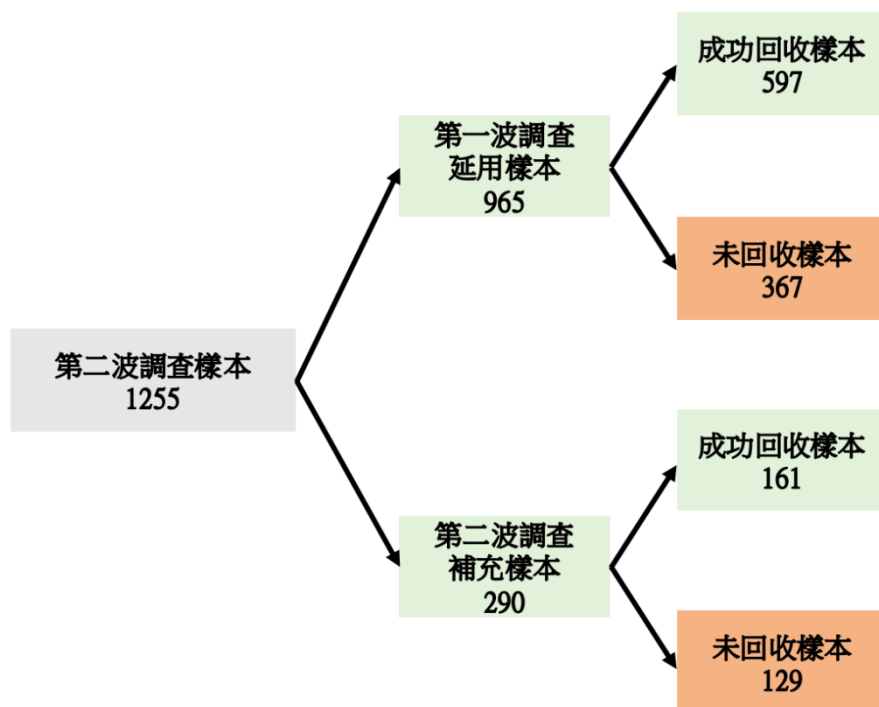 成功回收樣本
597
第一波調查
延用樣本
965
未回收樣本
367
第二波調查樣本
1255
成功回收樣本
161
第二波調查
補充樣本
290
未回收樣本
129